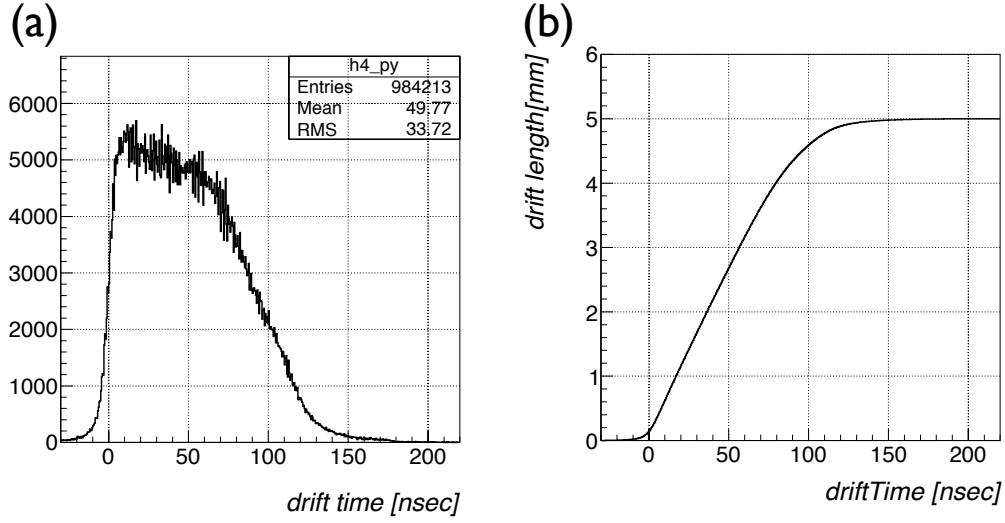 (a)
h4_py
Entries 984213
Mean 49.77
RMS 33.72
6000
5000
4000
3000
2000
1000
0
0 50 100 150 200
drift time [nsec]
(b)
drift length[mm]
6
5
4
3
2
1
0
0 50 100 150 200
driftTime [nsec]